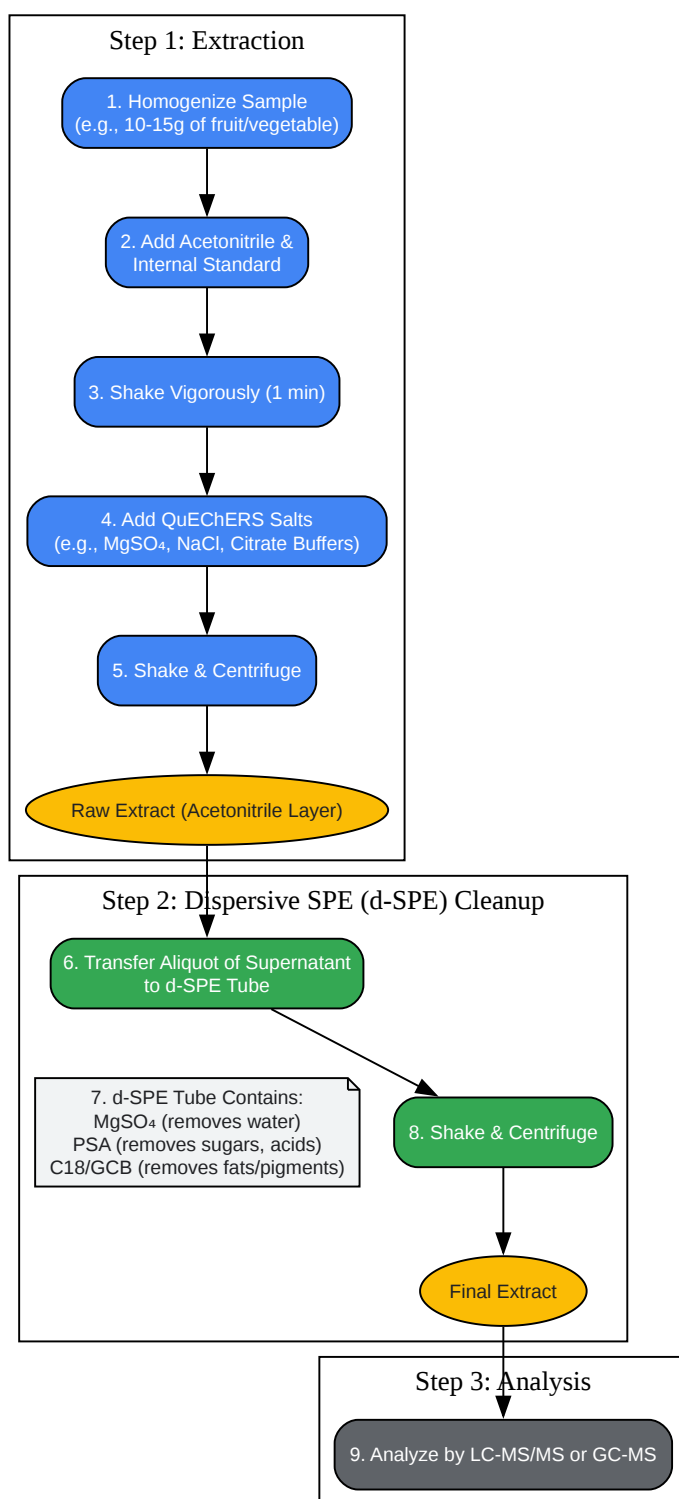 Step 1: Extraction
1. Homogenize Sample
(e.g., 10-15g of fruit/vegetable)
2. Add Acetonitrile &
Internal Standard
3. Shake Vigorously (1 min)
4. Add QuEChERS Salts
(e.g., MgSO₄, NaCl, Citrate Buffers)
5. Shake & Centrifuge
Raw Extract (Acetonitrile Layer)
Step 2: Dispersive SPE (d-SPE) Cleanup
6. Transfer Aliquot of Supernatant
to d-SPE Tube
7. d-SPE Tube Contains:
MgSO₄ (removes water)
PSA (removes sugars, acids)
C18/GCB (removes fats/pigments)
8. Shake & Centrifuge
Final Extract
Step 3: Analysis
9. Analyze by LC-MS/MS or GC-MS